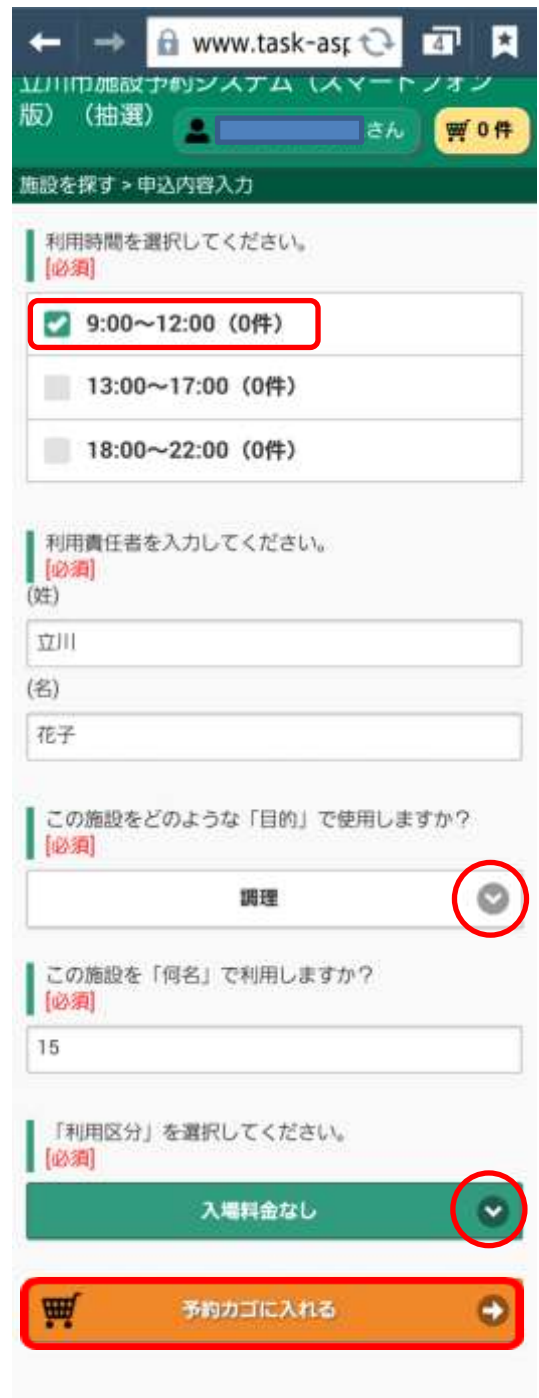 www.task-asp
4
立川市施設予約システム（スマートフォン
版）（抽選）
さん
0件
施設を探す > 申込内容入力
利用時間を選択してください。
[必須]
9:00～12:00（0件）
13:00～17:00（0件）
18:00～22:00（0件）
利用責任者を入力してください。
[必須]
(姓)
立川
(名)
花子
この施設をどのような「目的」で使用しますか？
[必須]
調理
この施設を「何名」で利用しますか？
[必須]
15
「利用区分」を選択してください。
[必須]
入場料金なし
予約カゴに入れる